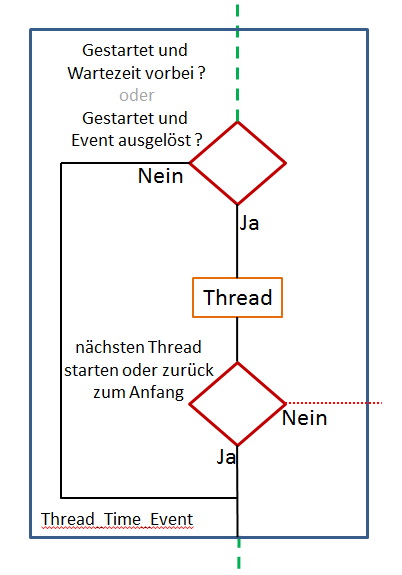 Gestartet und
Wartezeit vorbei ?
oder
Gestartet und
Event ausgelöst ?
Nein
Ja
Thread
nächsten Thread
starten oder zurück
zum Anfang
Nein
Ja
Thread_Time_Event